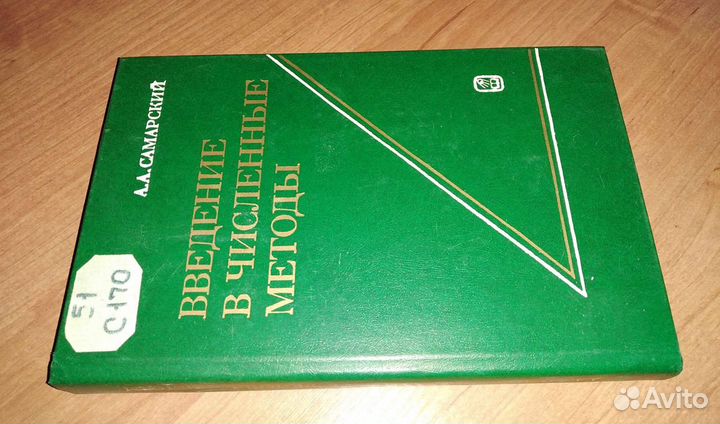 А.А.САМАРСКИЙ
ВВЕДЕНИЕ
В ЧИСЛЕННЫЕ
МЕТОДЫ
51
С170
Avito